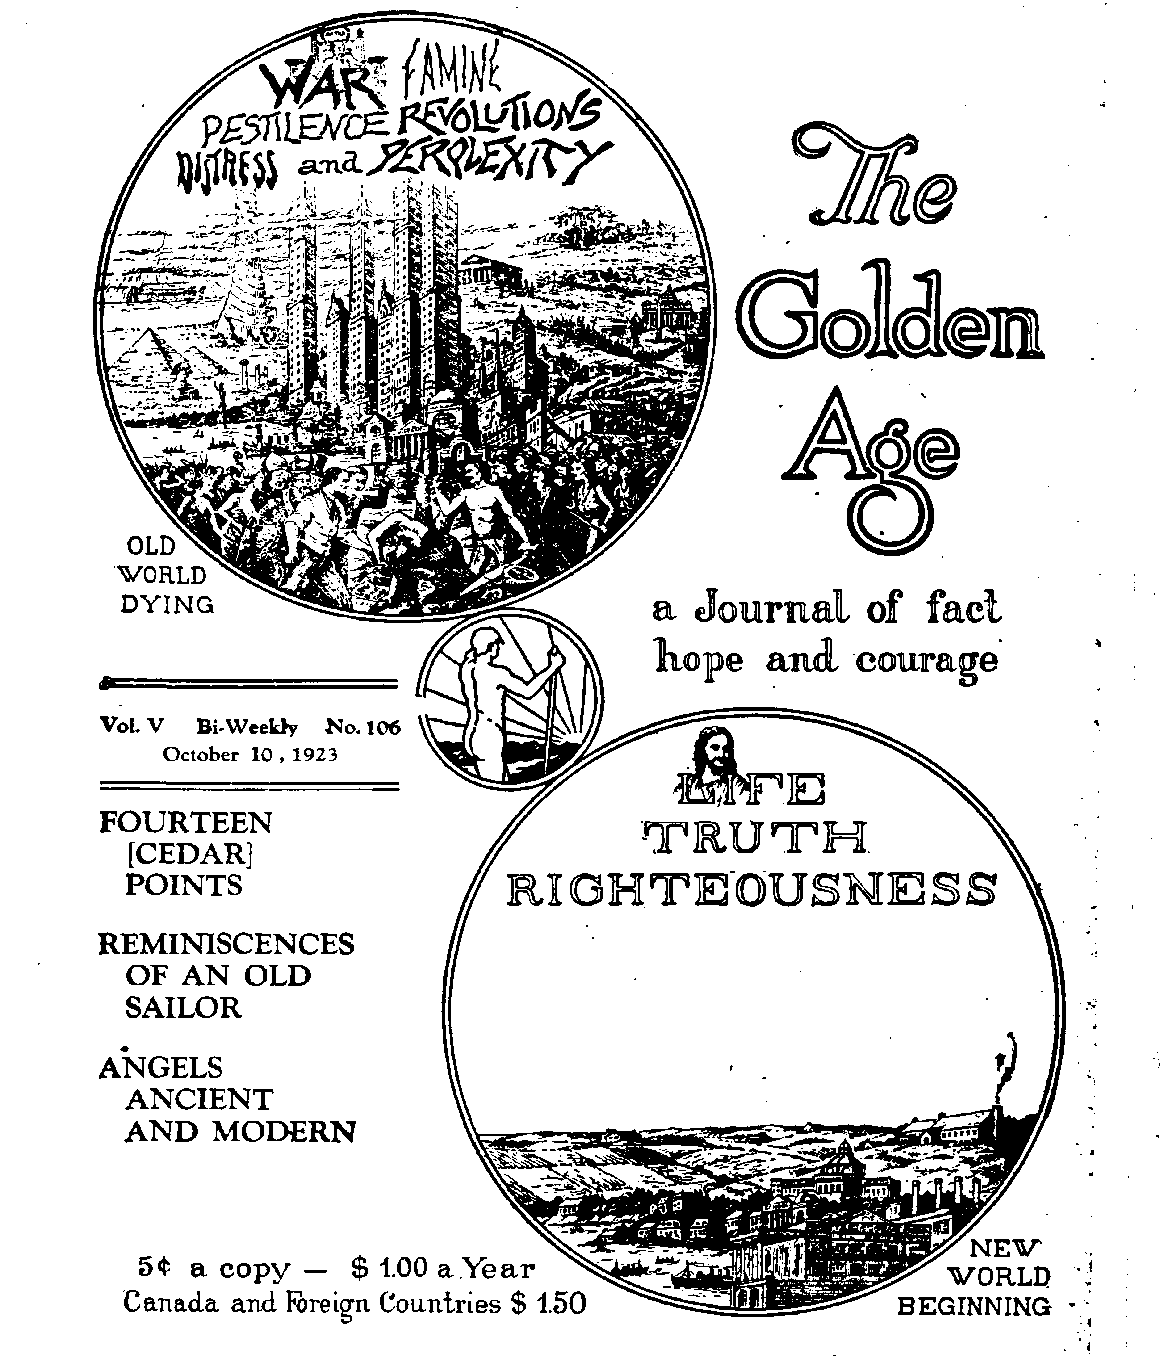 WAR FAMINE
PESTILENCE REVOLUTIONS
DISTRESS and PERPLEXITY
The
Golden
Age
OLD
WORLD
DYING
a Journal of fact
hope and courage
Vol. V Bi-Weekly No. 106
October 10, 1923
FOURTEEN
[CEDAR]
POINTS
REMINISCENCES
OF AN OLD
SAILOR
ANGELS
ANCIENT
AND MODERN
LIFE
TRUTH
RIGHTEOUSNESS
5¢ a copy — $ 1.00 a Year
Canada and Foreign Countries $ 1.50
NEW
WORLD
BEGINNING